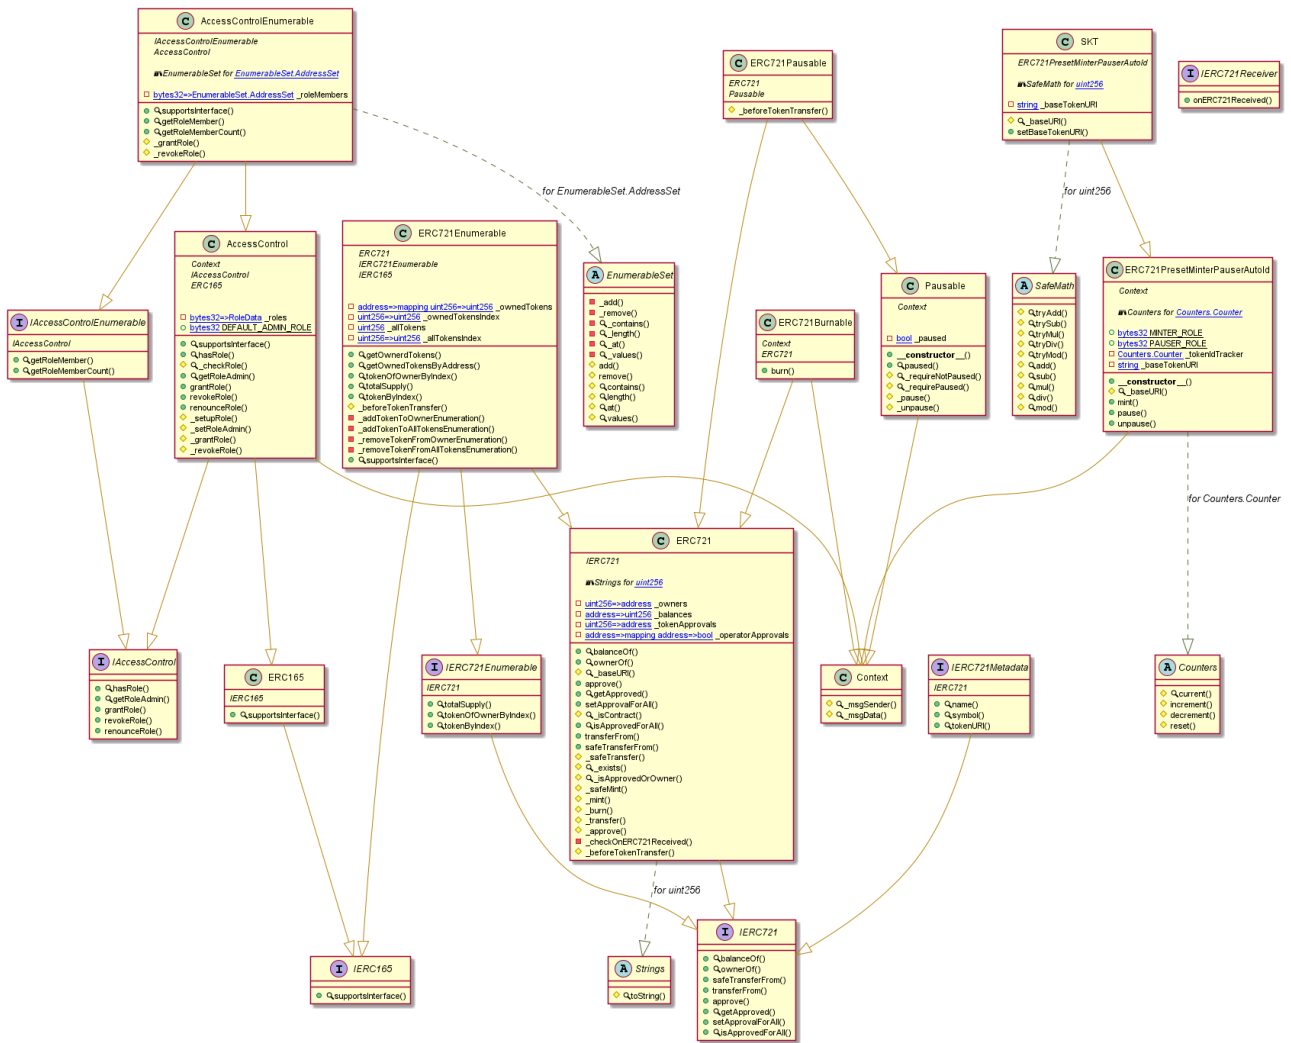 C AccessControlEnumerable
IAccessControlEnumerable
AccessControl
EnumerableSet for EnumerableSet.AddressSet
bytes32=>EnumerableSet.AddressSet _roleMembers
supportsInterface()
getRoleMember()
getRoleMemberCount()
_grantRole()
_revokeRole()
C ERC721Pausable
ERC721
Pausable
_beforeTokenTransfer()
C SKT
ERC721PresetMinterPauserAutoId
SafeMath for uint256
string _baseTokenURI
_baseURI()
setBaseTokenURI()
I IERC721Receiver
onERC721Received()
for EnumerableSet.AddressSet
for uint256
C AccessControl
Context
IAccessControl
ERC165
bytes32=>RoleData _roles
bytes32 DEFAULT_ADMIN_ROLE
supportsInterface()
hasRole()
_checkRole()
getRoleAdmin()
grantRole()
revokeRole()
renounceRole()
_setupRole()
_setRoleAdmin()
_grantRole()
_revokeRole()
C ERC721Enumerable
ERC721
IERC721Enumerable
IERC165
address=>mapping uint256=>uint256 _ownedTokens
uint256=>uint256 _ownedTokensIndex
uint256 _allTokens
uint256=>uint256 _allTokensIndex
getOwnerdTokens()
getOwnedTokensByAddress()
tokenOfOwnerByIndex()
totalSupply()
tokenByIndex()
_beforeTokenTransfer()
_addTokenToOwnerEnumeration()
_addTokenToAllTokensEnumeration()
_removeTokenFromOwnerEnumeration()
_removeTokenFromAllTokensEnumeration()
supportsInterface()
A EnumerableSet
_add()
_remove()
_contains()
_length()
_at()
_values()
add()
remove()
contains()
length()
at()
values()
I IAccessControlEnumerable
IAccessControl
getRoleMember()
getRoleMemberCount()
C ERC721Burnable
Context
ERC721
burn()
C Pausable
Context
bool _paused
__constructor__()
paused()
_requireNotPaused()
_requirePaused()
_pause()
_unpause()
A SafeMath
tryAdd()
trySub()
tryMul()
tryDiv()
tryMod()
add()
sub()
mul()
div()
mod()
C ERC721PresetMinterPauserAutoId
Context
Counters for Counters.Counter
bytes32 MINTER_ROLE
bytes32 PAUSER_ROLE
Counters.Counter _tokenIdTracker
string _baseTokenURI
__constructor__()
_baseURI()
mint()
pause()
unpause()
for Counters.Counter
C ERC721
IERC721
Strings for uint256
uint256=>address _owners
address=>uint256 _balances
uint256=>address _tokenApprovals
address=>mapping address=>bool _operatorApprovals
balanceOf()
ownerOf()
_baseURI()
approve()
getApproved()
setApprovalForAll()
_isContract()
isApprovedForAll()
transferFrom()
safeTransferFrom()
_safeTransfer()
_exists()
_isApprovedOrOwner()
_safeMint()
_mint()
_burn()
_transfer()
_approve()
_checkOnERC721Received()
_beforeTokenTransfer()
I IAccessControl
hasRole()
getRoleAdmin()
grantRole()
revokeRole()
renounceRole()
C ERC165
IERC165
supportsInterface()
I IERC721Enumerable
IERC721
totalSupply()
tokenOfOwnerByIndex()
tokenByIndex()
C Context
_msgSender()
_msgData()
I IERC721Metadata
IERC721
name()
symbol()
tokenURI()
A Counters
current()
increment()
decrement()
reset()
for uint256
I IERC165
supportsInterface()
A Strings
toString()
I IERC721
balanceOf()
ownerOf()
safeTransferFrom()
transferFrom()
approve()
getApproved()
setApprovalForAll()
isApprovedForAll()